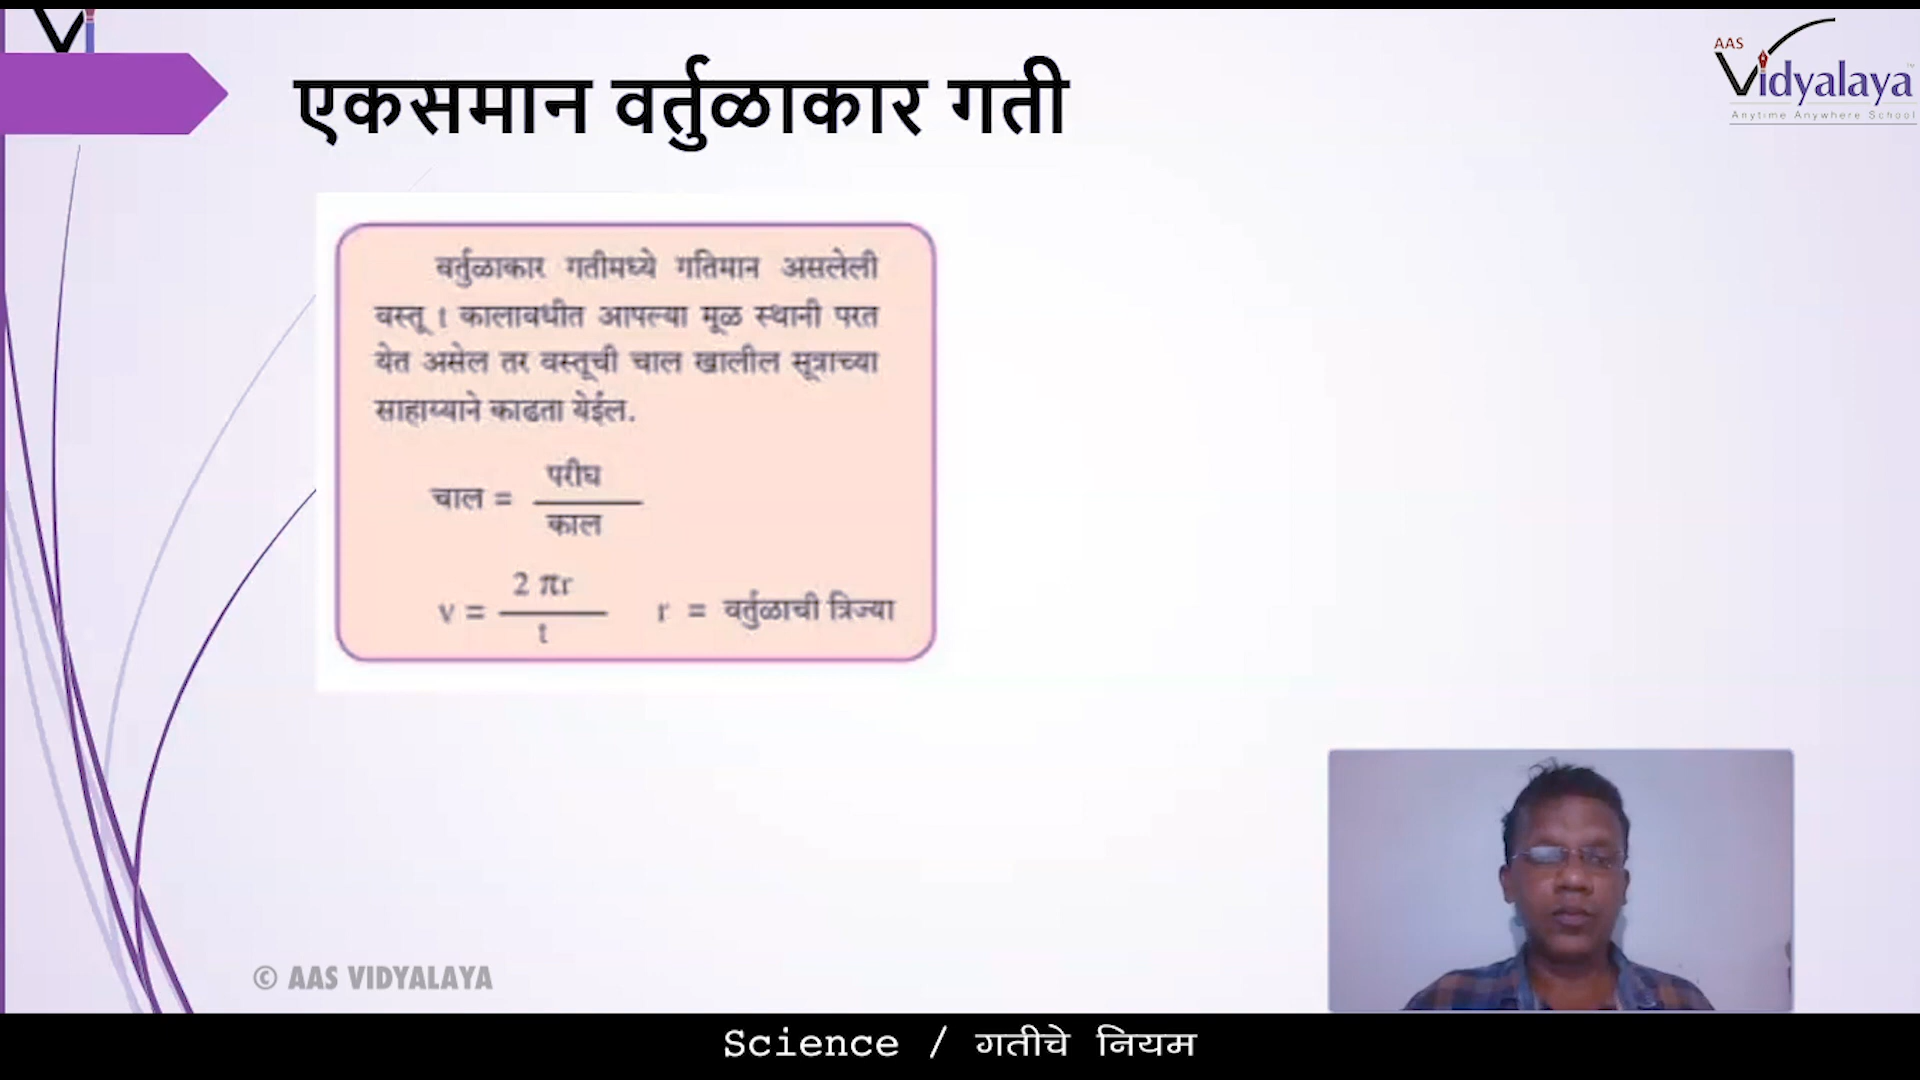 Vi
एकसमान वर्तुळाकार गती
AAS
Vidyalaya
Anytime Anywhere School
वर्तुळाकार गतीमध्ये गतिमान असलेली
वस्तू t कालावधीत आपल्या मूळ स्थानी परत
येत असेल तर वस्तूची चाल खालील सूत्राच्या
साहाय्याने काढता येईल.
चाल = परीघ / काल
v = 2 πr / t r = वर्तुळाची त्रिज्या
© AAS VIDYALAYA
Science / गतीचे नियम